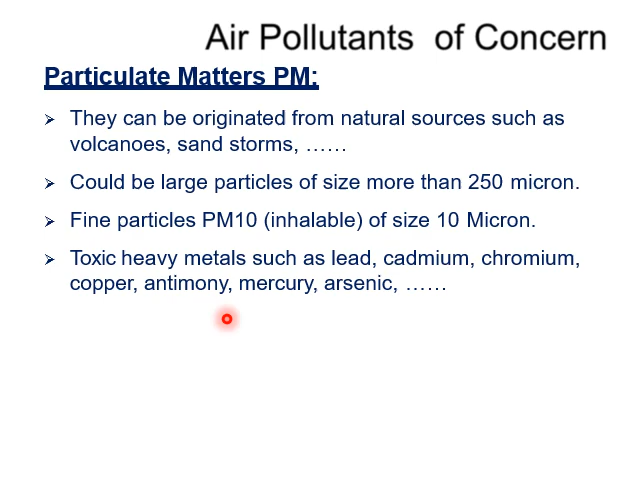 Air Pollutants of Concern
Particulate Matters PM:
➢ They can be originated from natural sources such as
volcanoes, sand storms, ......
➢ Could be large particles of size more than 250 micron.
➢ Fine particles PM10 (inhalable) of size 10 Micron.
➢ Toxic heavy metals such as lead, cadmium, chromium,
copper, antimony, mercury, arsenic, ......